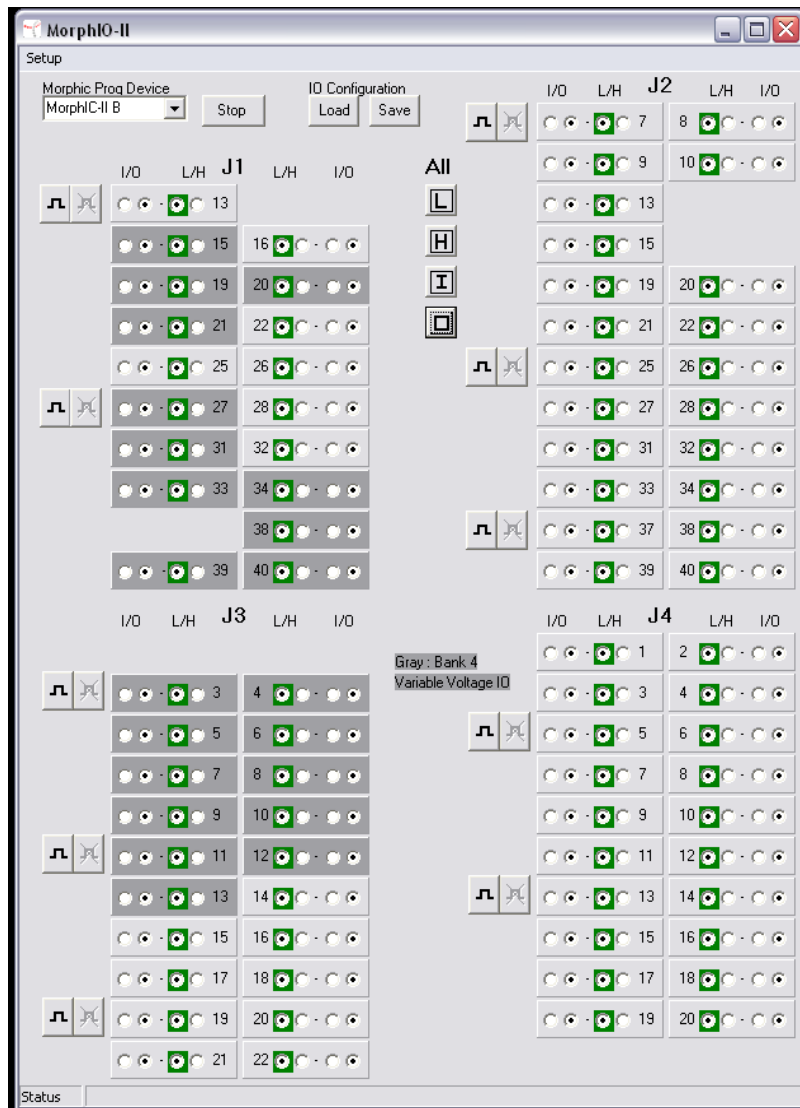 MorphIO-II
Setup
Morphic Prog Device
MorphIC-II B
Stop
IO Configuration
Load Save
I/O L/H J1 L/H I/O
13
15 16
19 20
21 22
25 26
27 28
31 32
33 34
38
39 40
All
L
H
I
O
I/O L/H J2 L/H I/O
7 8
9 10
13
15
19 20
21 22
25 26
27 28
31 32
33 34
37 38
39 40
I/O L/H J3 L/H I/O
3 4
5 6
7 8
9 10
11 12
13 14
15 16
17 18
19 20
21 22
Gray : Bank 4
Variable Voltage IO
I/O L/H J4 L/H I/O
1 2
3 4
5 6
7 8
9 10
11 12
13 14
15 16
17 18
19 20
Status